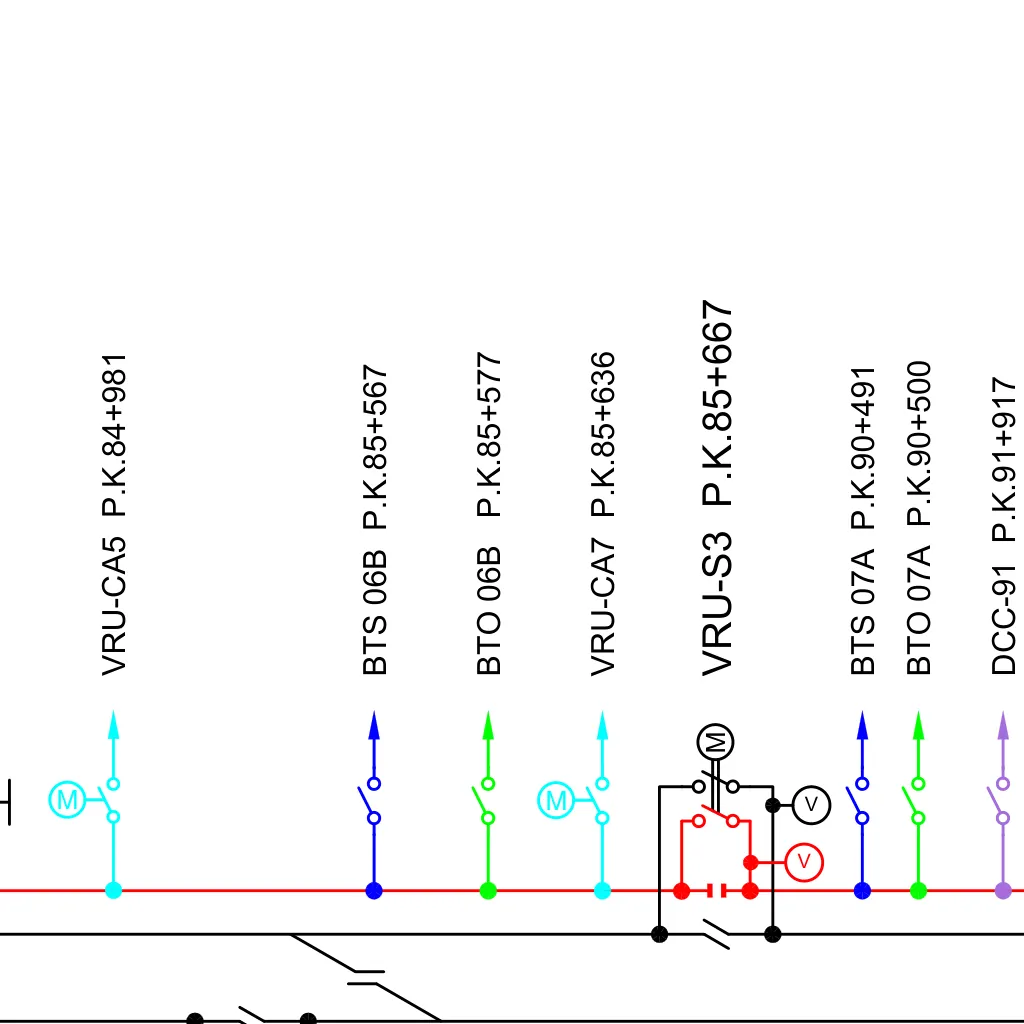 VRU-CA5 P.K.84+981
BTS 06B P.K.85+567
BTO 06B P.K.85+577
VRU-CA7 P.K.85+636
VRU-S3 P.K.85+667
BTS 07A P.K.90+491
BTO 07A P.K.90+500
DCC-91 P.K.91+917
M
M
M
V
V